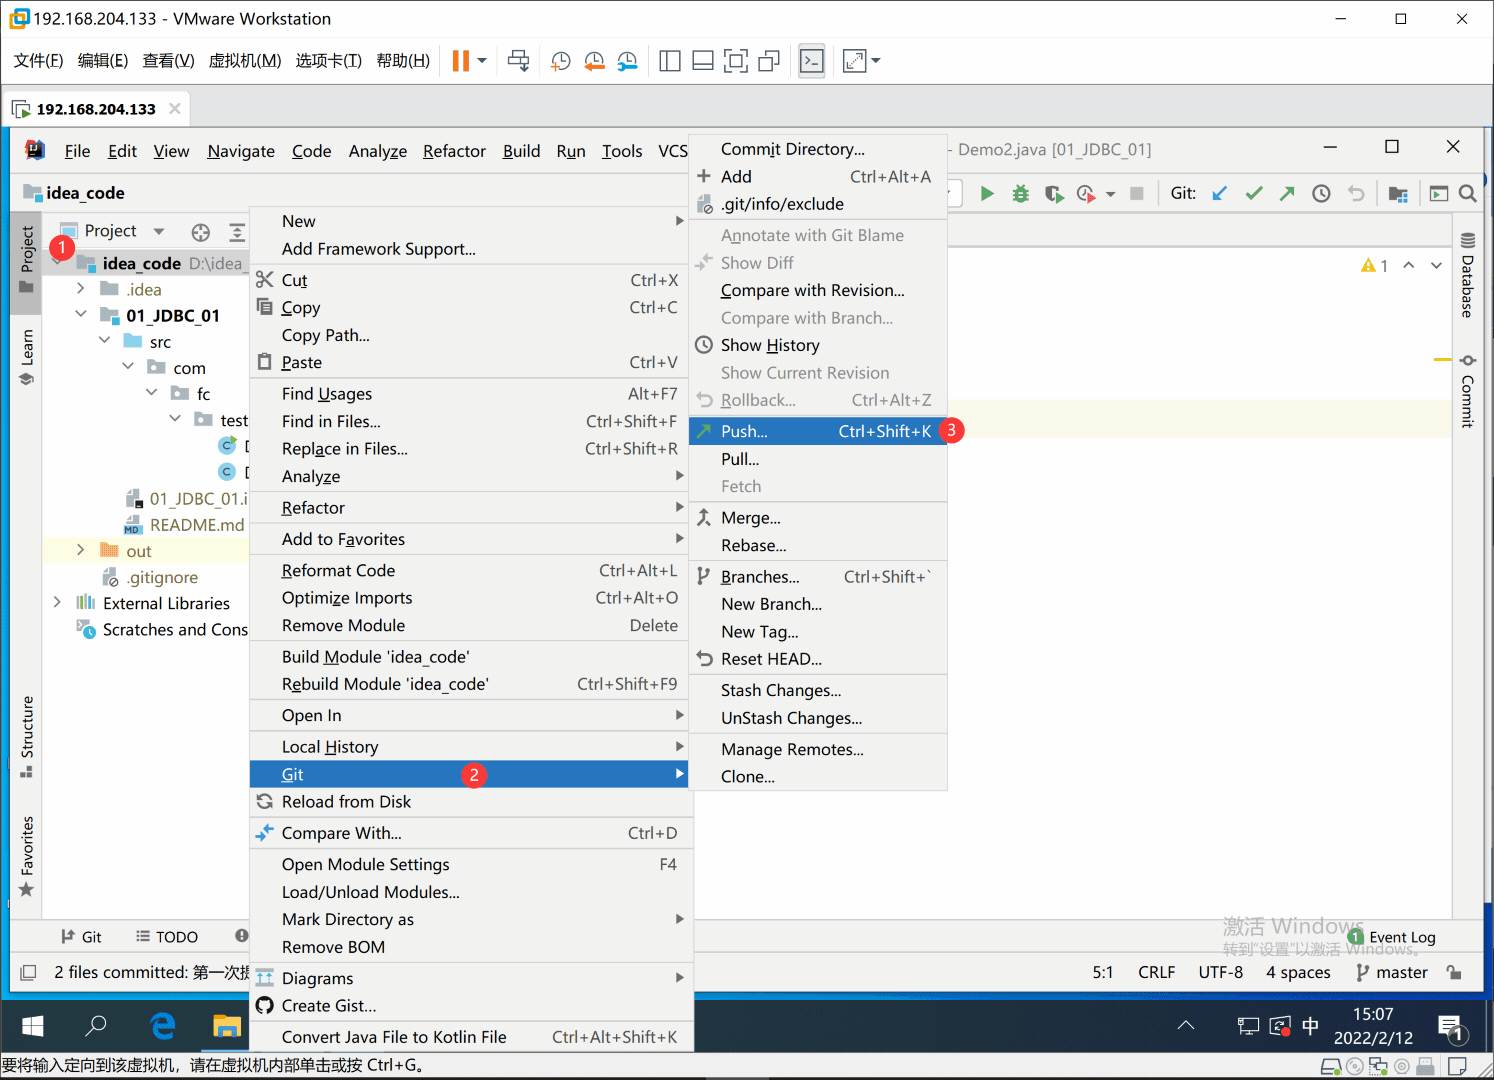 192.168.204.133 - VMware Workstation
文件(F) 编辑(E) 查看(V) 虚拟机(M) 选项卡(T) 帮助(H)
192.168.204.133
File Edit View Navigate Code Analyze Refactor Build Run Tools VCS - Demo2.java [01_JDBC_01]
idea_code
Git:
Project
Project
1
idea_code D:\idea_
.idea
01_JDBC_01
src
com
fc
test
01_JDBC_01.i
README.md
MD
out
.gitignore
External Libraries
Scratches and Cons
Learn
Structure
Favorites
New
Add Framework Support...
Cut Ctrl+X
Copy Ctrl+C
Copy Path...
Paste Ctrl+V
Find Usages Alt+F7
Find in Files... Ctrl+Shift+F
Replace in Files... Ctrl+Shift+R
Analyze
Refactor
Add to Favorites
Reformat Code Ctrl+Alt+L
Optimize Imports Ctrl+Alt+O
Remove Module Delete
Build Module 'idea_code'
Rebuild Module 'idea_code' Ctrl+Shift+F9
Open In
Local History
Git 2
Reload from Disk
Compare With... Ctrl+D
Open Module Settings F4
Load/Unload Modules...
Mark Directory as
Remove BOM
Diagrams
Create Gist...
Convert Java File to Kotlin File Ctrl+Alt+Shift+K
Commit Directory...
Add Ctrl+Alt+A
.git/info/exclude
Annotate with Git Blame
Show Diff
Compare with Revision...
Compare with Branch...
Show History
Show Current Revision
Rollback... Ctrl+Alt+Z
Push... Ctrl+Shift+K 3
Pull...
Fetch
Merge...
Rebase...
Branches... Ctrl+Shift+`
New Branch...
New Tag...
Reset HEAD...
Stash Changes...
UnStash Changes...
Manage Remotes...
Clone...
1
Database
Commit
激活 Windows
转到"设置"以激活 Windows。
Git TODO
1 Event Log
2 files committed: 第一次提
5:1 CRLF UTF-8 4 spaces master
中
15:07
2022/2/12
1
要将输入定向到该虚拟机，请在虚拟机内部单击或按 Ctrl+G。